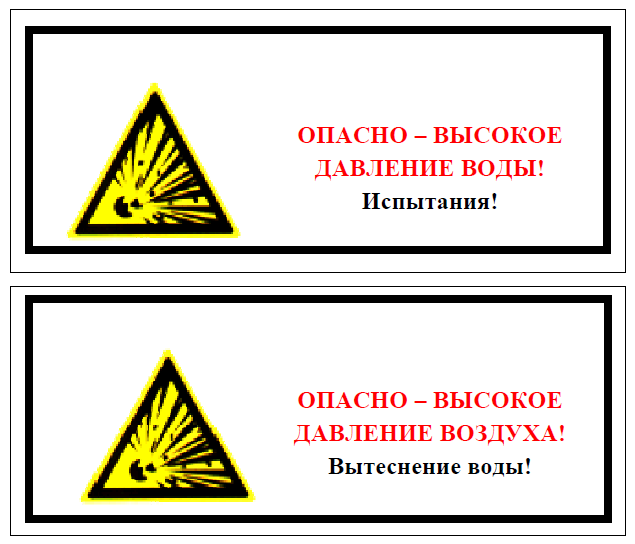 ОПАСНО – ВЫСОКОЕ
ДАВЛЕНИЕ ВОДЫ!
Испытания!
ОПАСНО – ВЫСОКОЕ
ДАВЛЕНИЕ ВОЗДУХА!
Вытеснение воды!